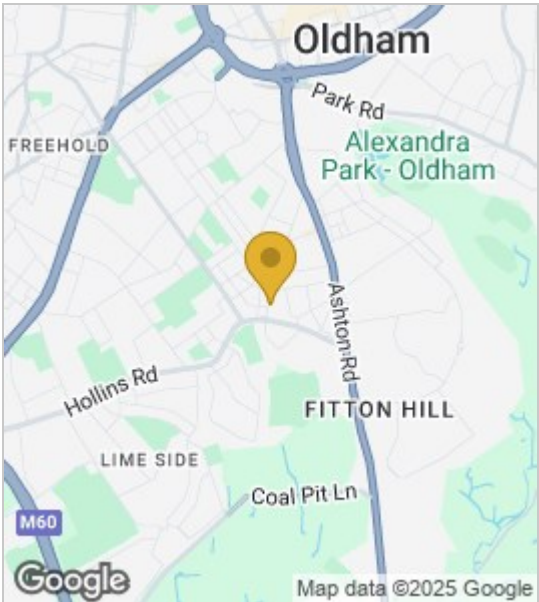 Oldham
Park Rd
FREEHOLD
Alexandra
Park - Oldham
Ashton Rd
Hollins Rd
FITTON HILL
LIME SIDE
Coal Pit Ln
M60
Google
Map data ©2025 Google